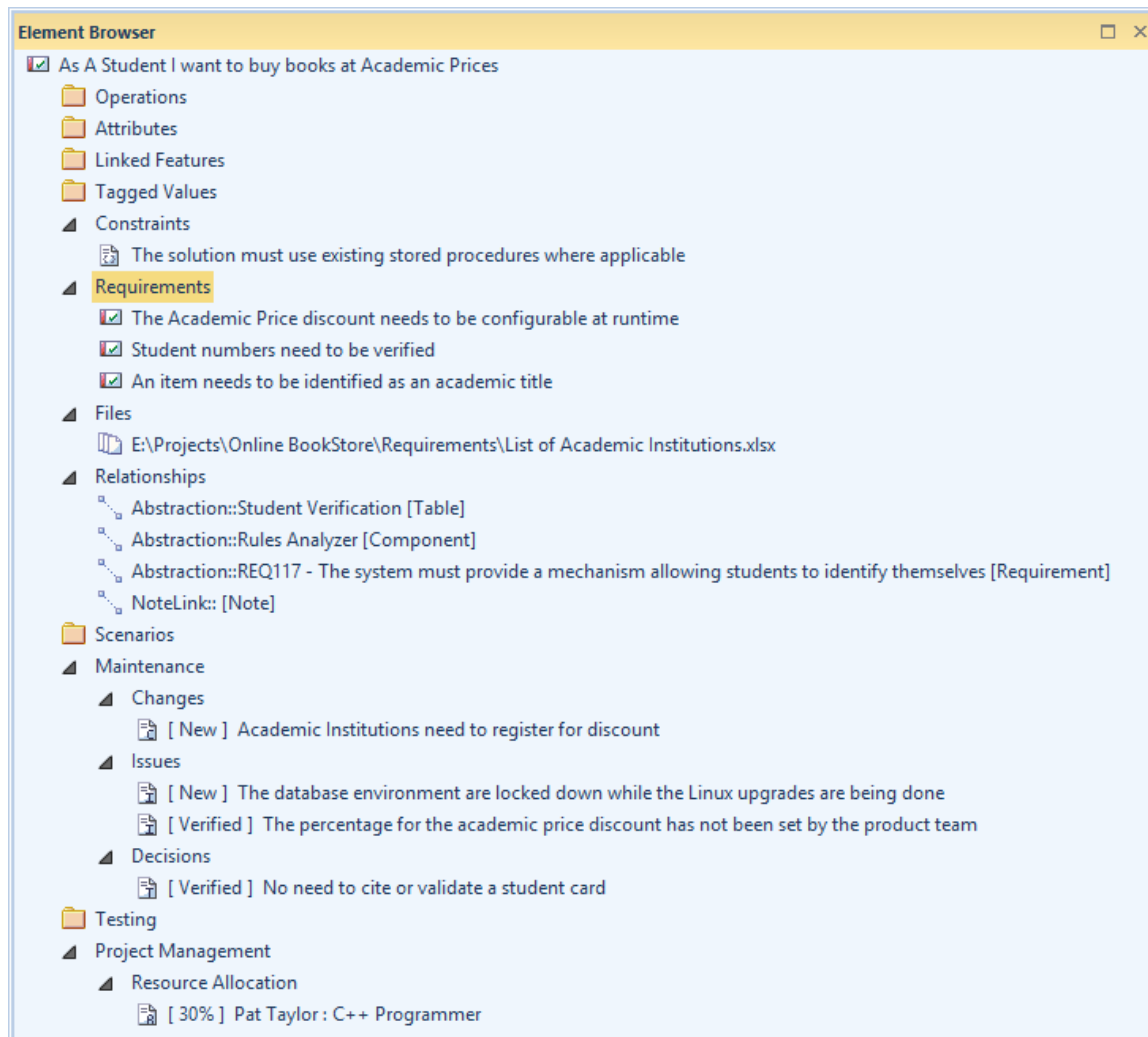 Element Browser
As A Student I want to buy books at Academic Prices
Operations
Attributes
Linked Features
Tagged Values
Constraints
The solution must use existing stored procedures where applicable
Requirements
The Academic Price discount needs to be configurable at runtime
Student numbers need to be verified
An item needs to be identified as an academic title
Files
E:\Projects\Online BookStore\Requirements\List of Academic Institutions.xlsx
Relationships
Abstraction::Student Verification [Table]
Abstraction::Rules Analyzer [Component]
Abstraction::REQ117 - The system must provide a mechanism allowing students to identify themselves [Requirement]
NoteLink:: [Note]
Scenarios
Maintenance
Changes
[ New ] Academic Institutions need to register for discount
Issues
[ New ] The database environment are locked down while the Linux upgrades are being done
[ Verified ] The percentage for the academic price discount has not been set by the product team
Decisions
[ Verified ] No need to cite or validate a student card
Testing
Project Management
Resource Allocation
[ 30% ] Pat Taylor : C++ Programmer